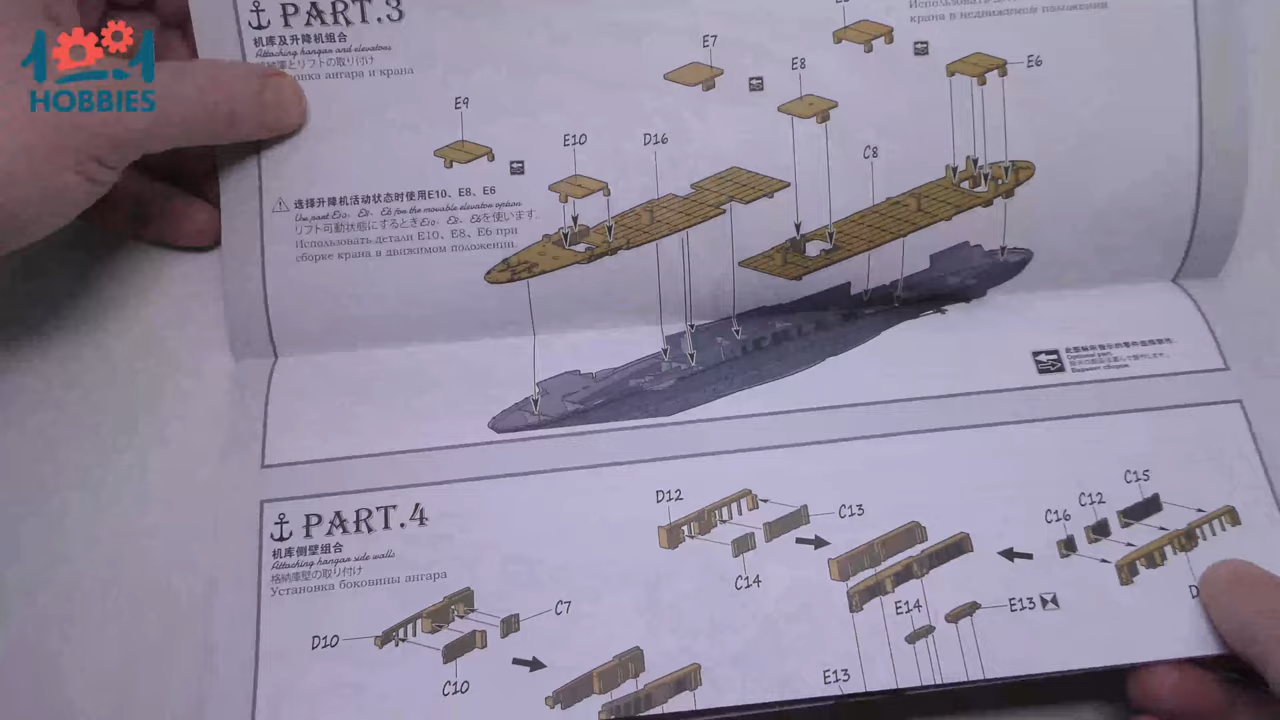 HOBBIES
PART.3
机库及升降机组合
Attaching hangar and elevators
格納庫とリフトの取り付け
ка ангара и крана
крана в недвижимом положении
E7
E8
E6
E9
E10
D16
C8
选择升降机活动状态时使用E10、E8、E6
Use part E10、E8、E6 for the movable elevator option
リフト可動状態にするときE10、E8、E6を使います.
Использовать детали E10、E8、E6 при
сборке крана в движимом положении.
Optional part
PART.4
机库侧壁组合
Attaching hangar side walls
格納庫壁の取り付け
Установка боковины ангара
D12
C13
C14
C15
C12
C16
D10
C7
C10
E14
E13
E13
D